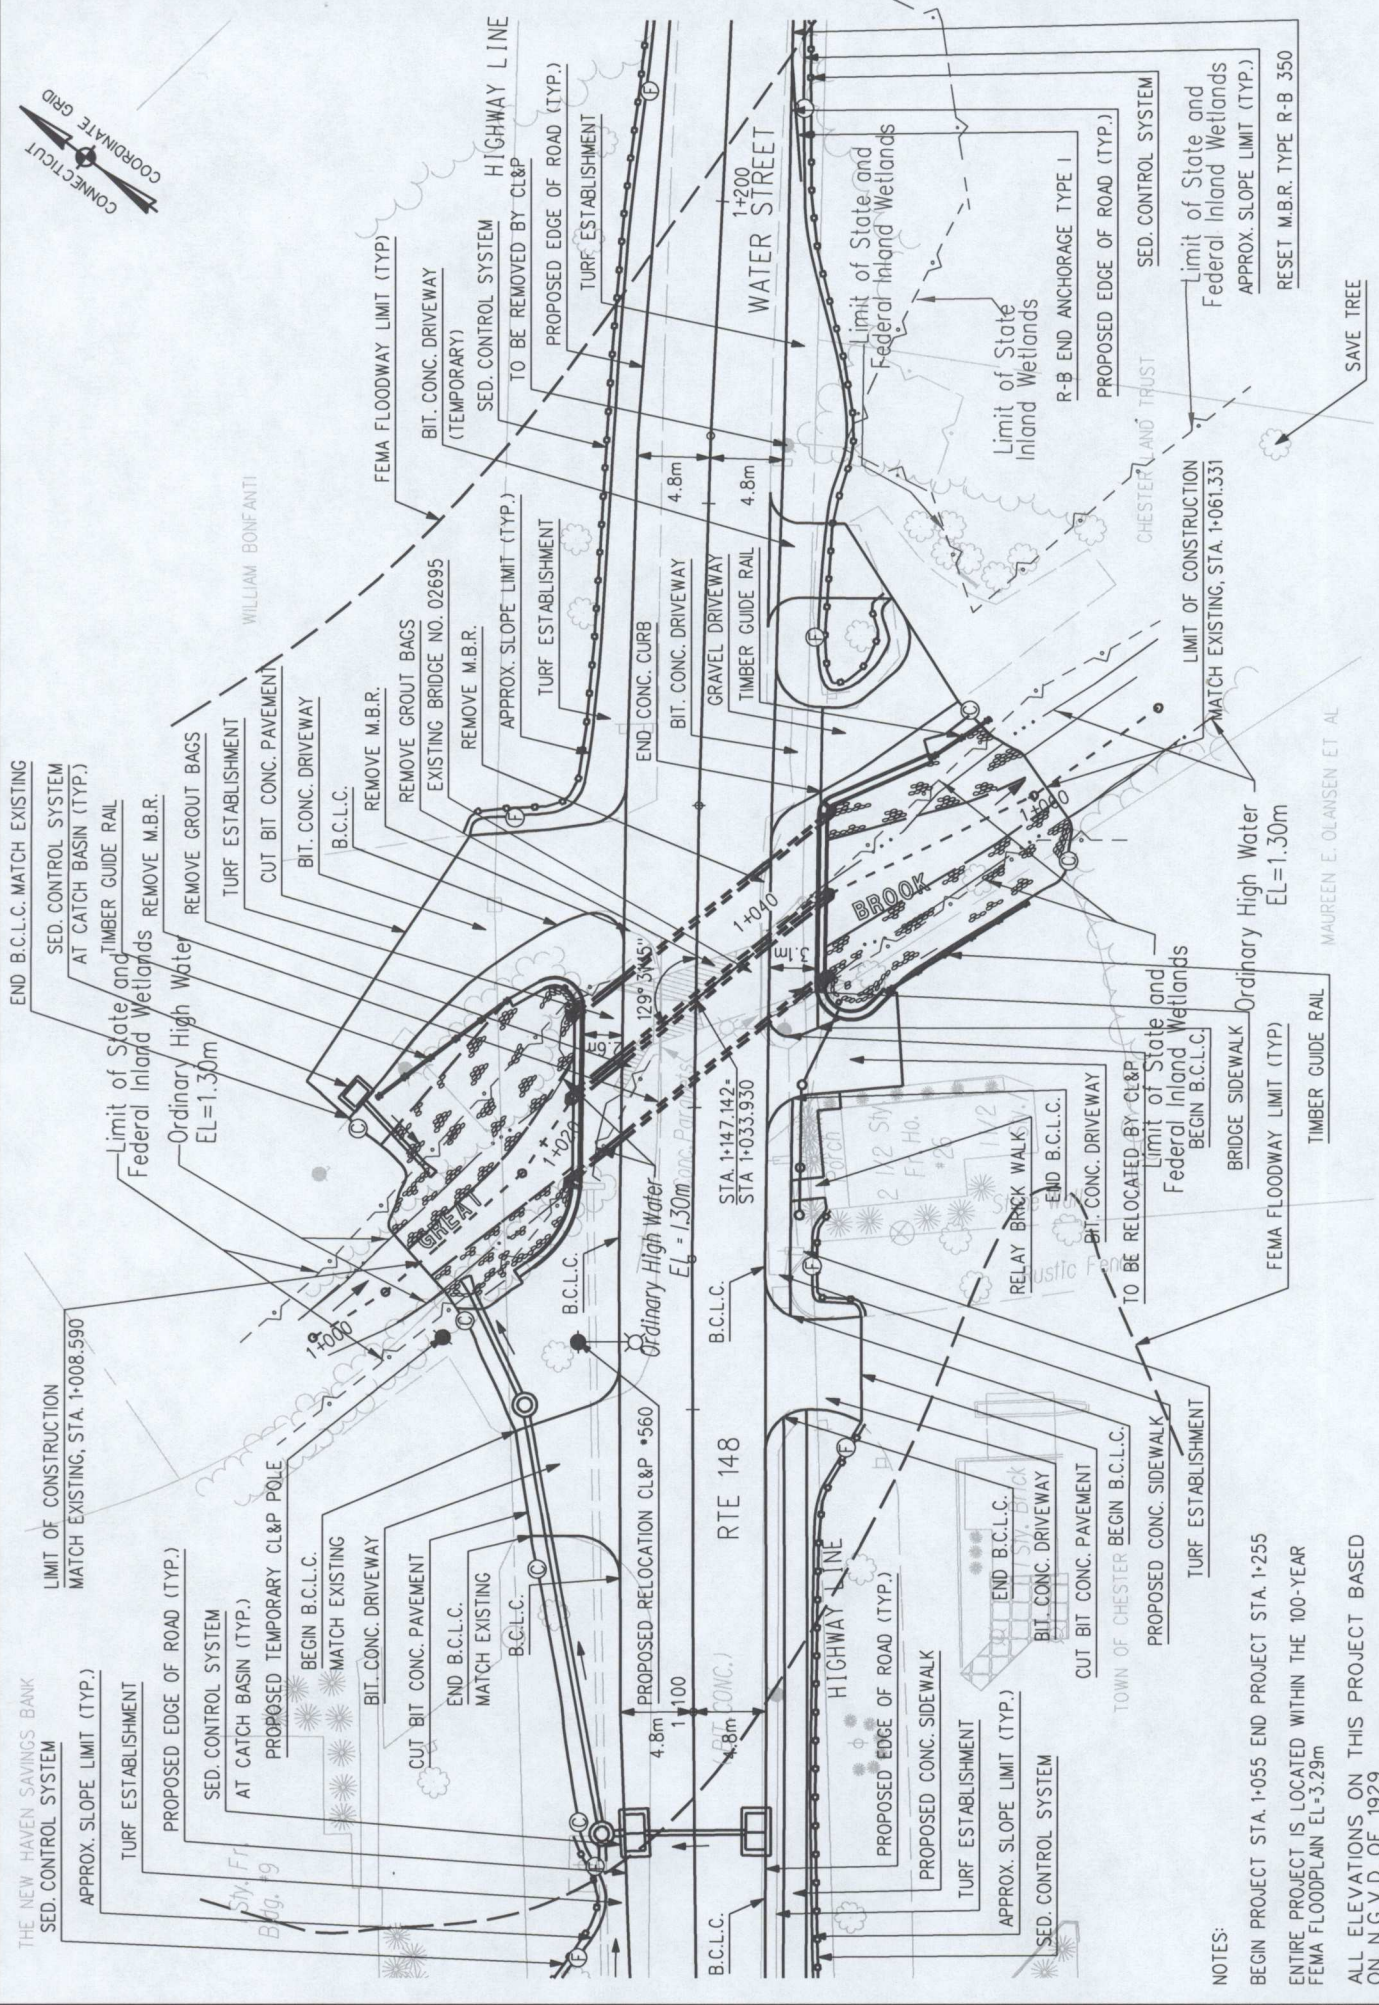 THE NEW HAVEN SAVINGS BANK
SED. CONTROL SYSTEM
APPROX. SLOPE LIMIT (TYP.)
TURF ESTABLISHMENT
PROPOSED EDGE OF ROAD (TYP.)
SED. CONTROL SYSTEM
AT CATCH BASIN (TYP.)
PROPOSED TEMPORARY CL&P POLE
BEGIN B.C.L.C.
MATCH EXISTING
BIT. CONC. DRIVEWAY
CUT BIT CONC. PAVEMENT
END B.C.L.C.
MATCH EXISTING
B.C.L.C.
PROPOSED RELOCATION CL&P *560
LIMIT OF CONSTRUCTION
MATCH EXISTING, STA. 1+008.590
END B.C.L.C. MATCH EXISTING
SED. CONTROL SYSTEM
AT CATCH BASIN (TYP.)
TIMBER GUIDE RAIL
Limit of State and
Federal Inland Wetlands
REMOVE M.B.R.
Ordinary High Water
EL=1.30m
REMOVE GROUT BAGS
TURF ESTABLISHMENT
CUT BIT CONC. PAVEMENT
BIT. CONC. DRIVEWAY
B.C.L.C.
REMOVE M.B.R.
REMOVE GROUT BAGS
EXISTING BRIDGE NO. 02695
REMOVE M.B.R.
APPROX. SLOPE LIMIT (TYP.)
TURF ESTABLISHMENT
WILLIAM BONFANTI
FEMA FLOODWAY LIMIT (TYP)
BIT. CONC. DRIVEWAY
(TEMPORARY)
SED. CONTROL SYSTEM
TO BE REMOVED BY CL&P
PROPOSED EDGE OF ROAD (TYP.)
TURF ESTABLISHMENT
HIGHWAY LINE
CONNECTICUT
COORDINATE GRID
1+000
GREAT
1+020
B.C.L.C.
Ordinary High Water
EL = 1.30m
STA. 1+147.142=
STA 1+033.930
1+040
3.1m
BROOK
1+060
END CONC. CURB
BIT. CONC. DRIVEWAY
GRAVEL DRIVEWAY
TIMBER GUIDE RAIL
4.8m
4.8m
WATER STREET
1+200
4.8m
4.8m
1+100
RTE 148
B.C.L.C.
B.C.L.C.
HIGHWAY LINE
PROPOSED EDGE OF ROAD (TYP.)
PROPOSED CONC. SIDEWALK
TURF ESTABLISHMENT
APPROX. SLOPE LIMIT (TYP.)
SED. CONTROL SYSTEM
END B.C.L.C.
BIT. CONC. DRIVEWAY
CUT BIT CONC. PAVEMENT
TOWN OF CHESTER
BEGIN B.C.L.C.
PROPOSED CONC. SIDEWALK
TURF ESTABLISHMENT
Porch
2 1/2 Sty
Fr. Ho.
*26
RELAY BRICK WALK
END B.C.L.C.
BIT. CONC. DRIVEWAY
TO BE RELOCATED BY CL&P
Limit of State and
Federal Inland Wetlands
BEGIN B.C.L.C.
BRIDGE SIDEWALK
FEMA FLOODWAY LIMIT (TYP)
TIMBER GUIDE RAIL
Ordinary High Water
EL=1.30m
MAUREEN E. OLANSEN ET AL
LIMIT OF CONSTRUCTION
MATCH EXISTING, STA. 1+061.331
CHESTER LAND TRUST
Limit of State and
Federal Inland Wetlands
Limit of State
Inland Wetlands
R-B END ANCHORAGE TYPE I
PROPOSED EDGE OF ROAD (TYP.)
SED. CONTROL SYSTEM
Limit of State and
Federal Inland Wetlands
APPROX. SLOPE LIMIT (TYP.)
RESET M.B.R. TYPE R-B 350
SAVE TREE
NOTES:
BEGIN PROJECT STA. 1+055 END PROJECT STA. 1+255
ENTIRE PROJECT IS LOCATED WITHIN THE 100-YEAR
FEMA FLOODPLAIN EL=3.29m
ALL ELEVATIONS ON THIS PROJECT BASED
ON N.G.V.D. OF 1929